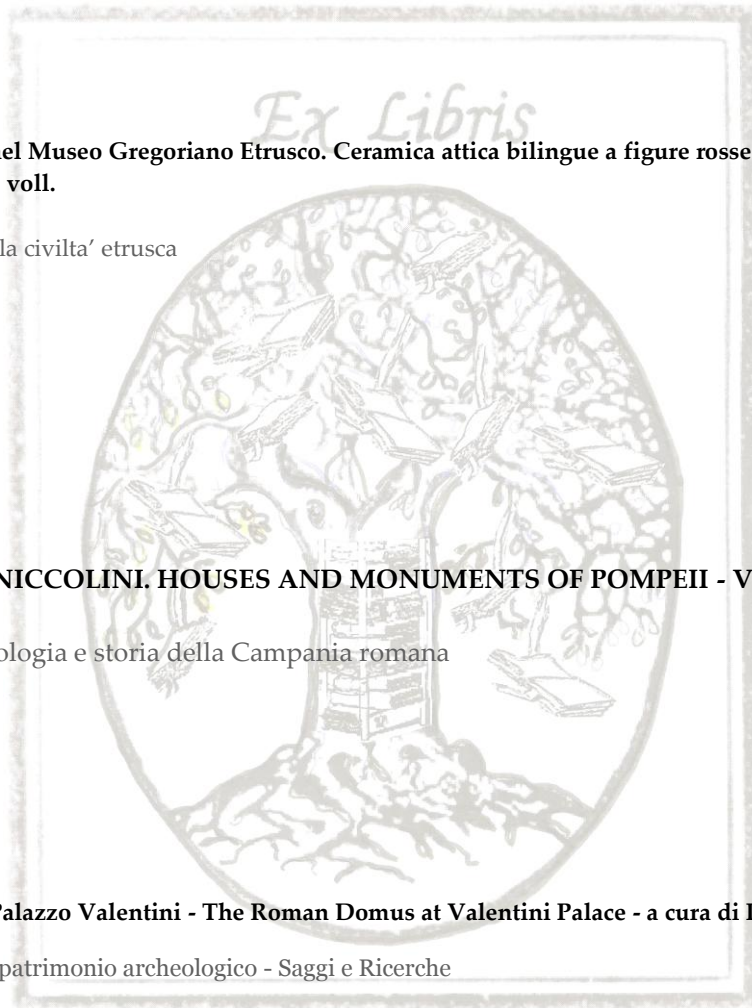 Ex Libris
el Museo Gregoriano Etrusco. Ceramica attica bilingue a figure rosse
voll.
la civilta’ etrusca
NICCOLINI. HOUSES AND MONUMENTS OF POMPEII - V
ologia e storia della Campania romana
Palazzo Valentini - The Roman Domus at Valentini Palace - a cura di
patrimonio archeologico - Saggi e Ricerche